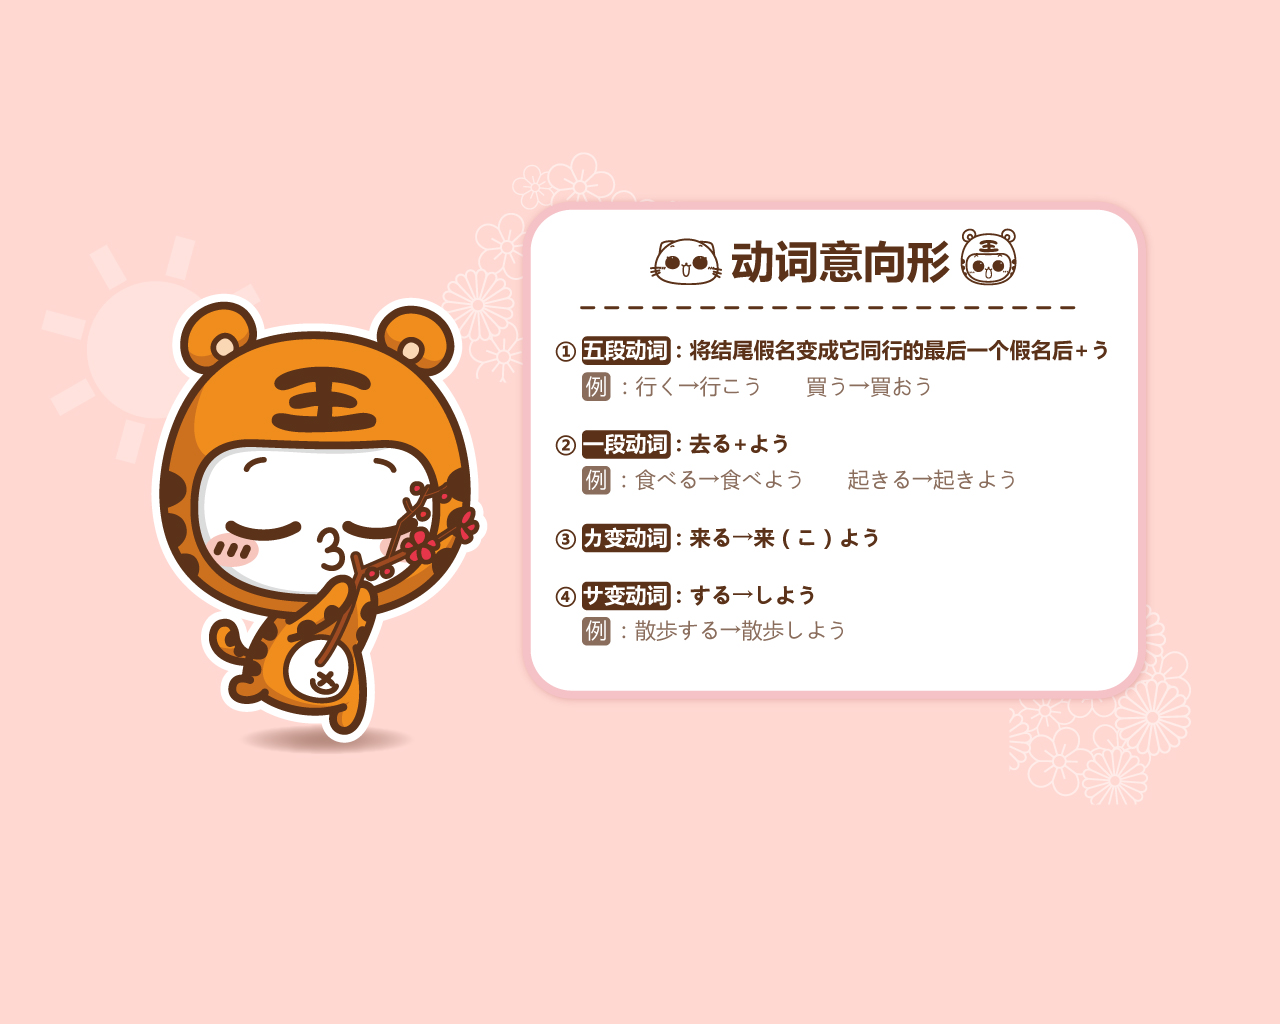 动词意向形
① 五段动词：将结尾假名变成它同行的最后一个假名后+う
例：行く→行こう　　買う→買おう
② 一段动词：去る+よう
例：食べる→食べよう　　起きる→起きよう
③ カ变动词：来る→来（こ）よう
④ サ变动词：する→しよう
例：散歩する→散歩しよう
王